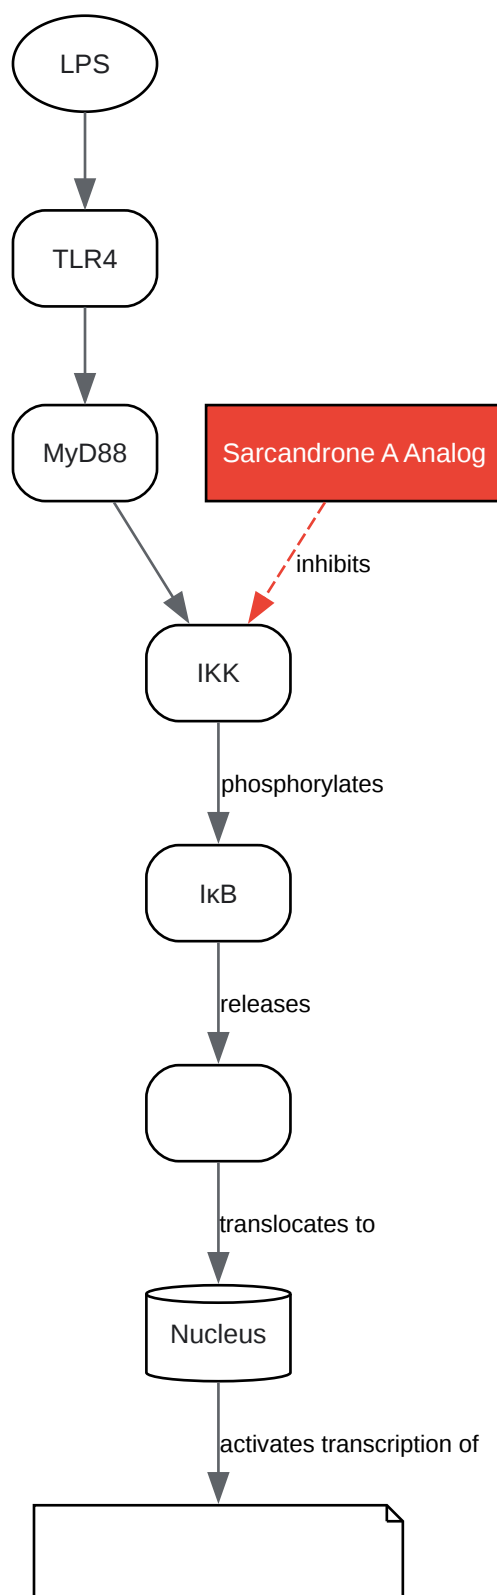 LPS
TLR4
MyD88
Sarcandrone A Analog
inhibits
IKK
phosphorylates
IκB
releases
translocates to
Nucleus
activates transcription of